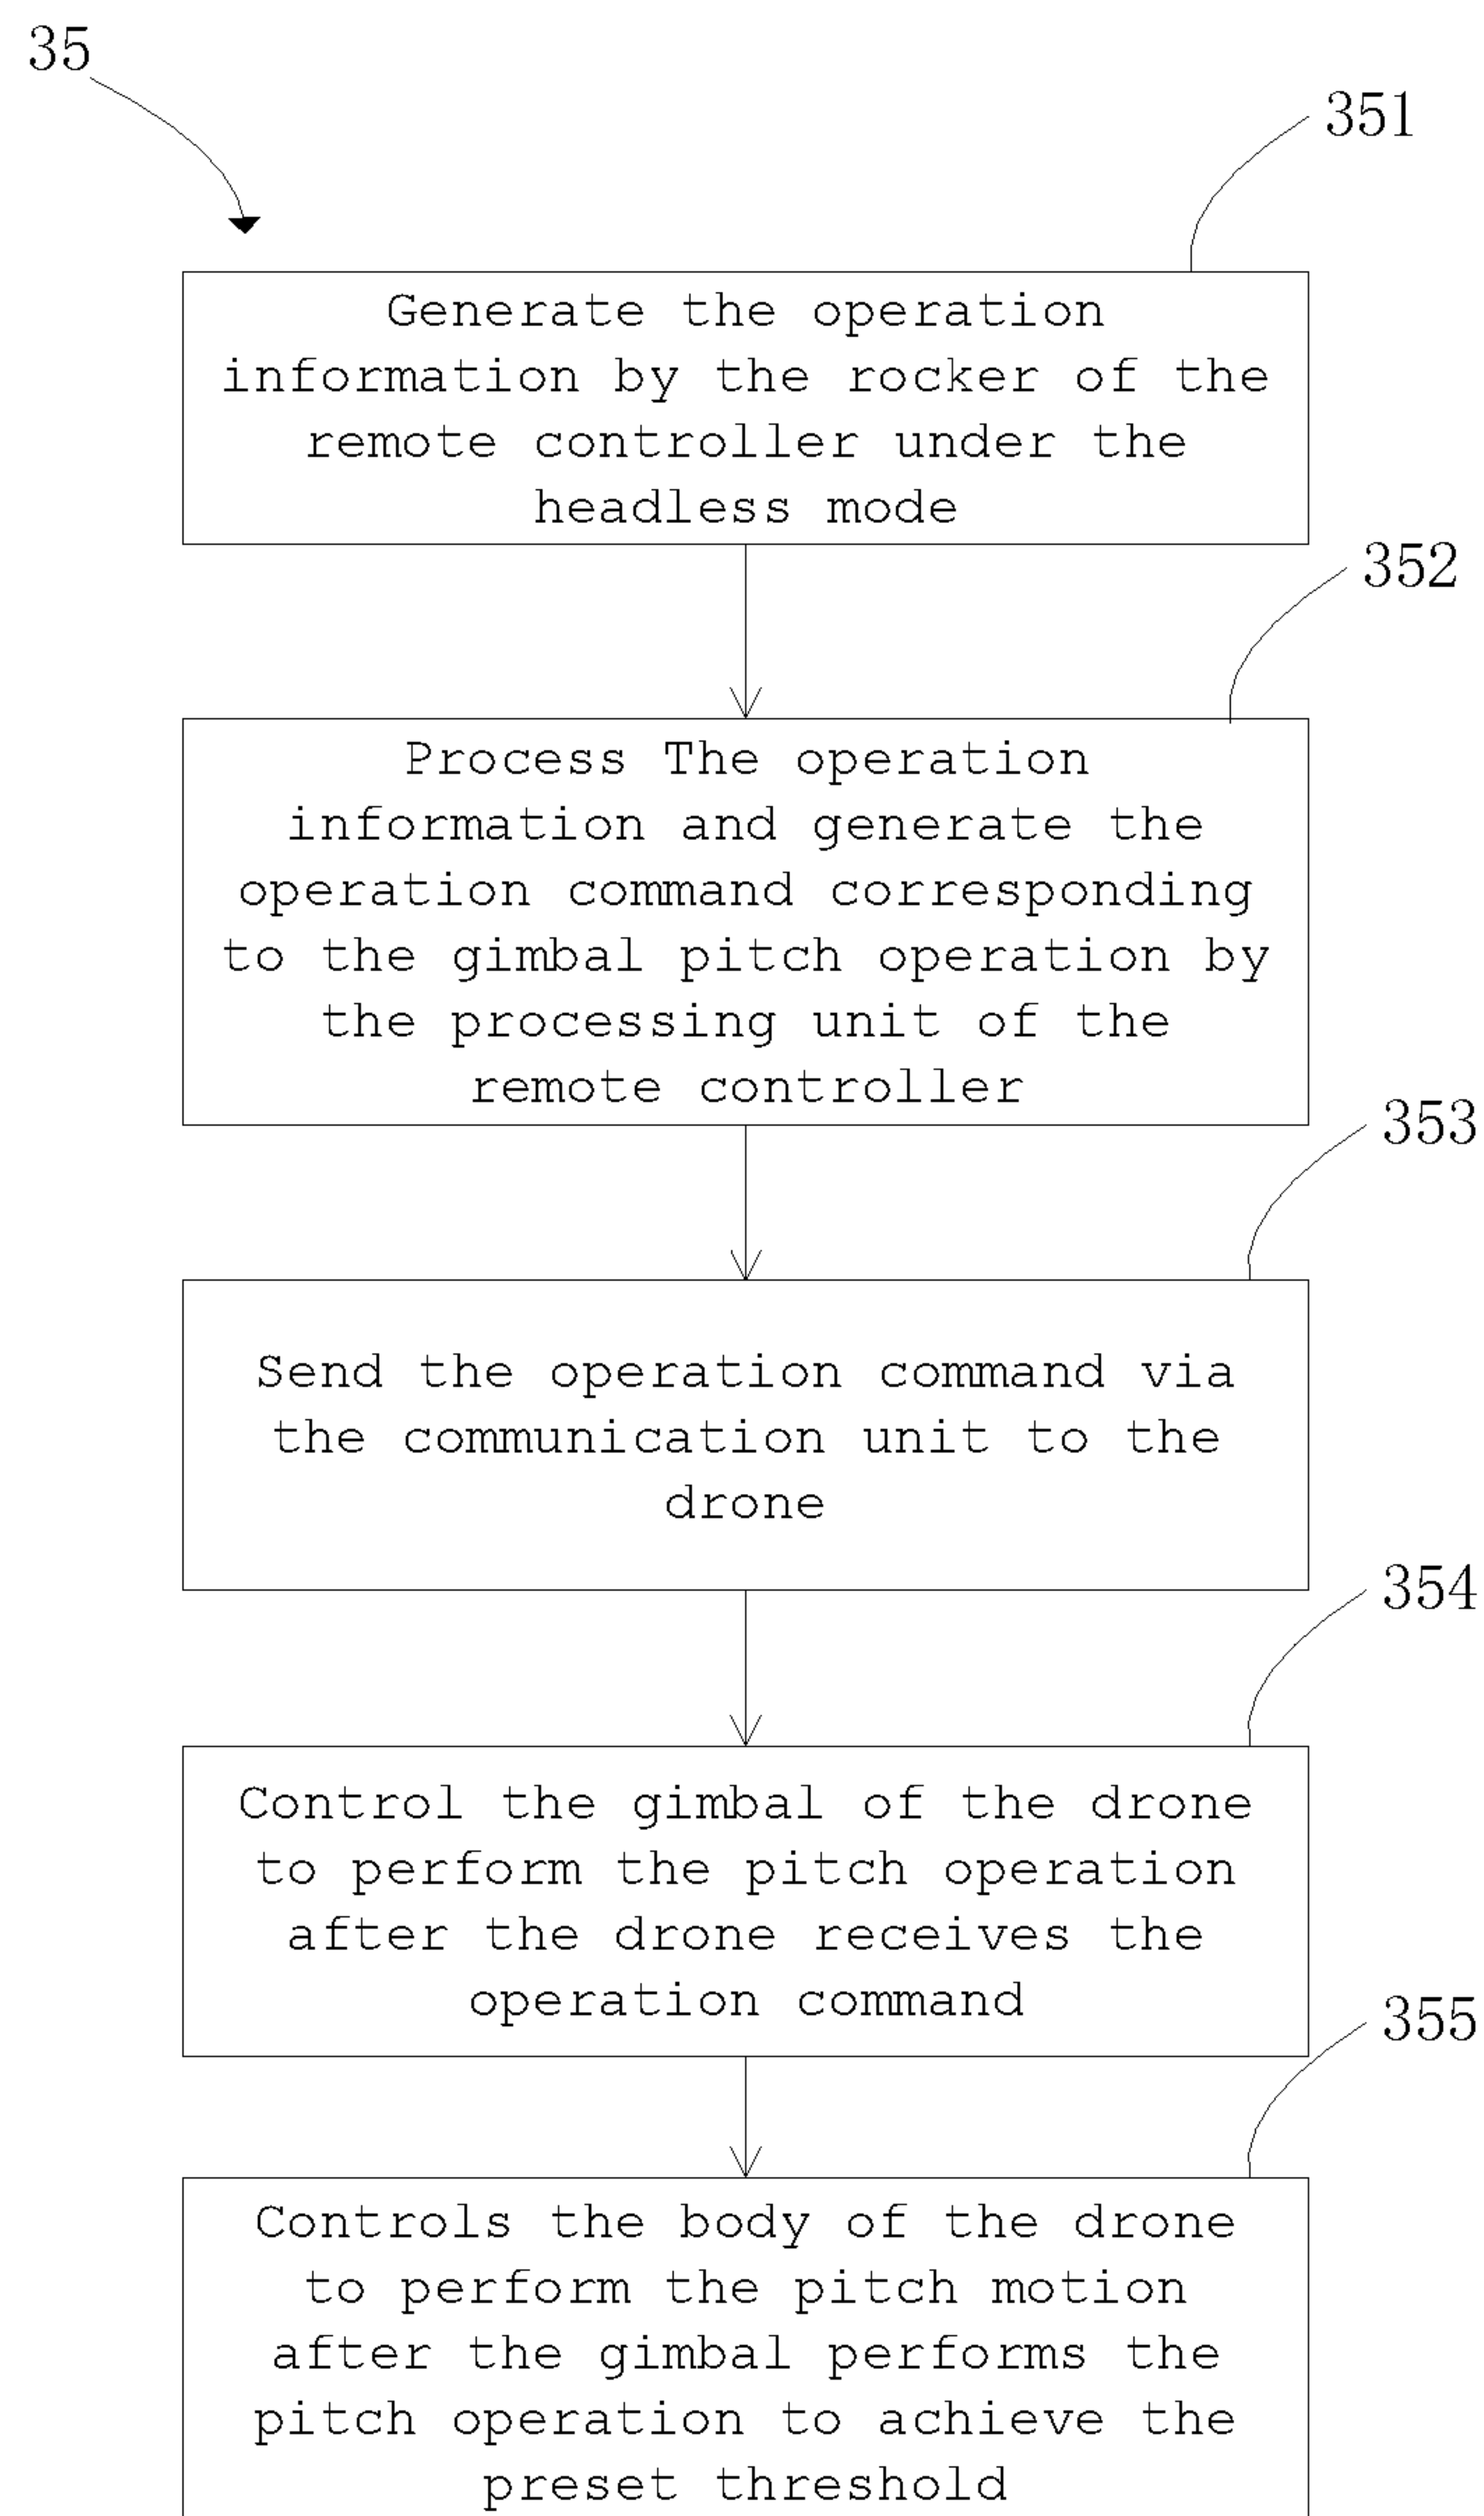 35
351
Generate the operation
information by the rocker of the
remote controller under the
headless mode
352
Process The operation
information and generate the
operation command corresponding
to the gimbal pitch operation by
the processing unit of the
remote controller
353
Send the operation command via
the communication unit to the
drone
354
Control the gimbal of the drone
to perform the pitch operation
after the drone receives the
operation command
355
Controls the body of the drone
to perform the pitch motion
after the gimbal performs the
pitch operation to achieve the
preset threshold